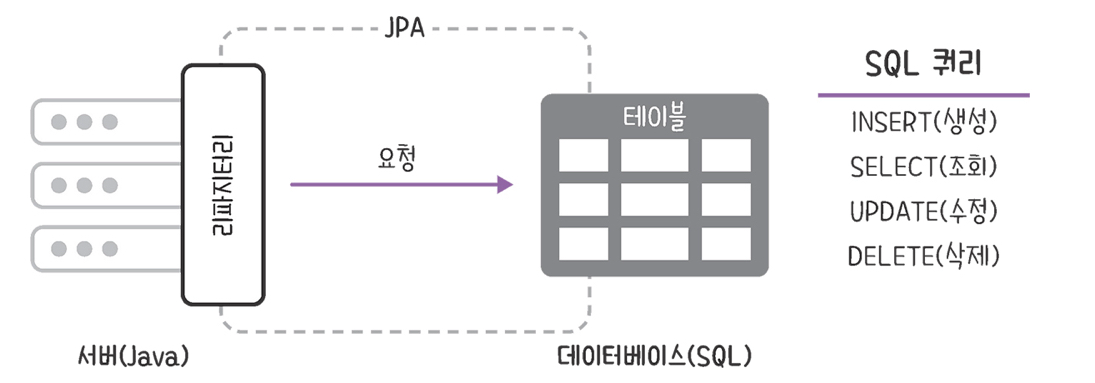 JPA
리파지터리
요청
테이블
서버(Java)
데이터베이스(SQL)
SQL 쿼리
INSERT(생성)
SELECT(조회)
UPDATE(수정)
DELETE(삭제)